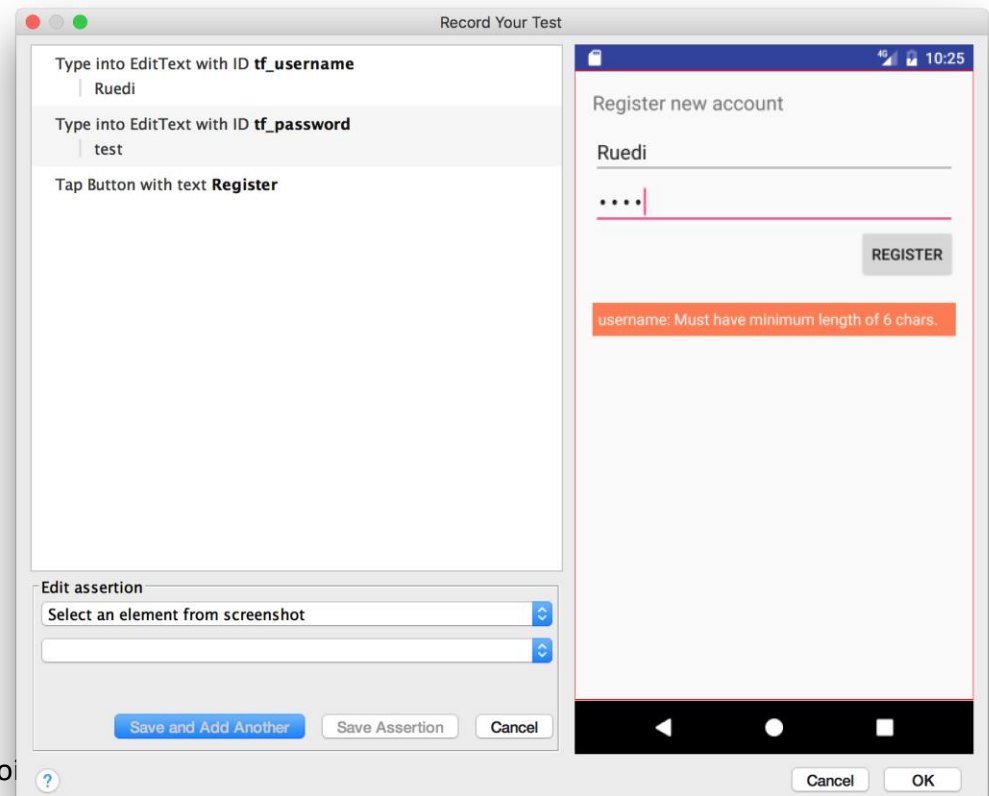 Record Your Test
Type into EditText with ID tf_username
Ruedi
Type into EditText with ID tf_password
test
Tap Button with text Register
Edit assertion
Select an element from screenshot
Save and Add Another
Save Assertion
Cancel
4G
10:25
Register new account
Ruedi
••••
REGISTER
username: Must have minimum length of 6 chars.
?
Cancel
OK